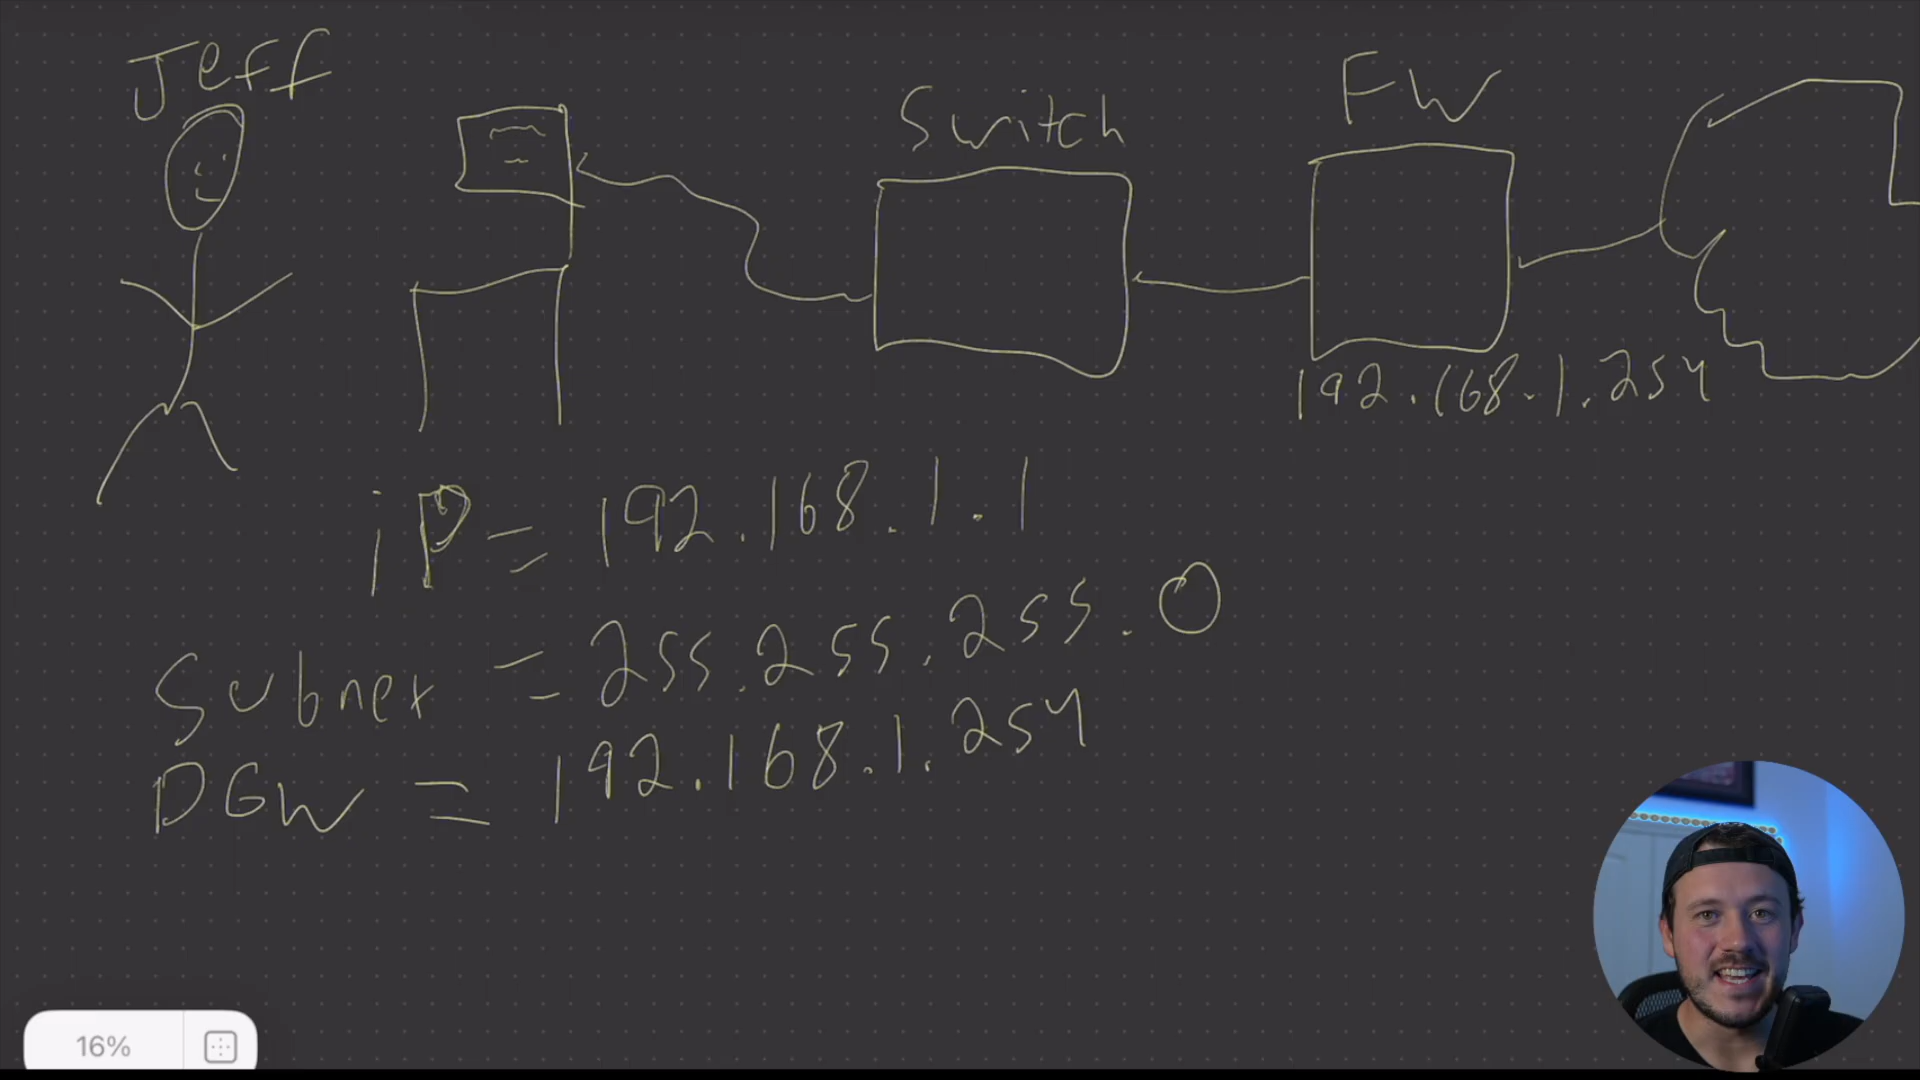 Jeff
Switch
FW
192.168.1.254
iP = 192.168.1.1
Subnet = 255.255.255.0
DGW = 192.168.1.254
16%